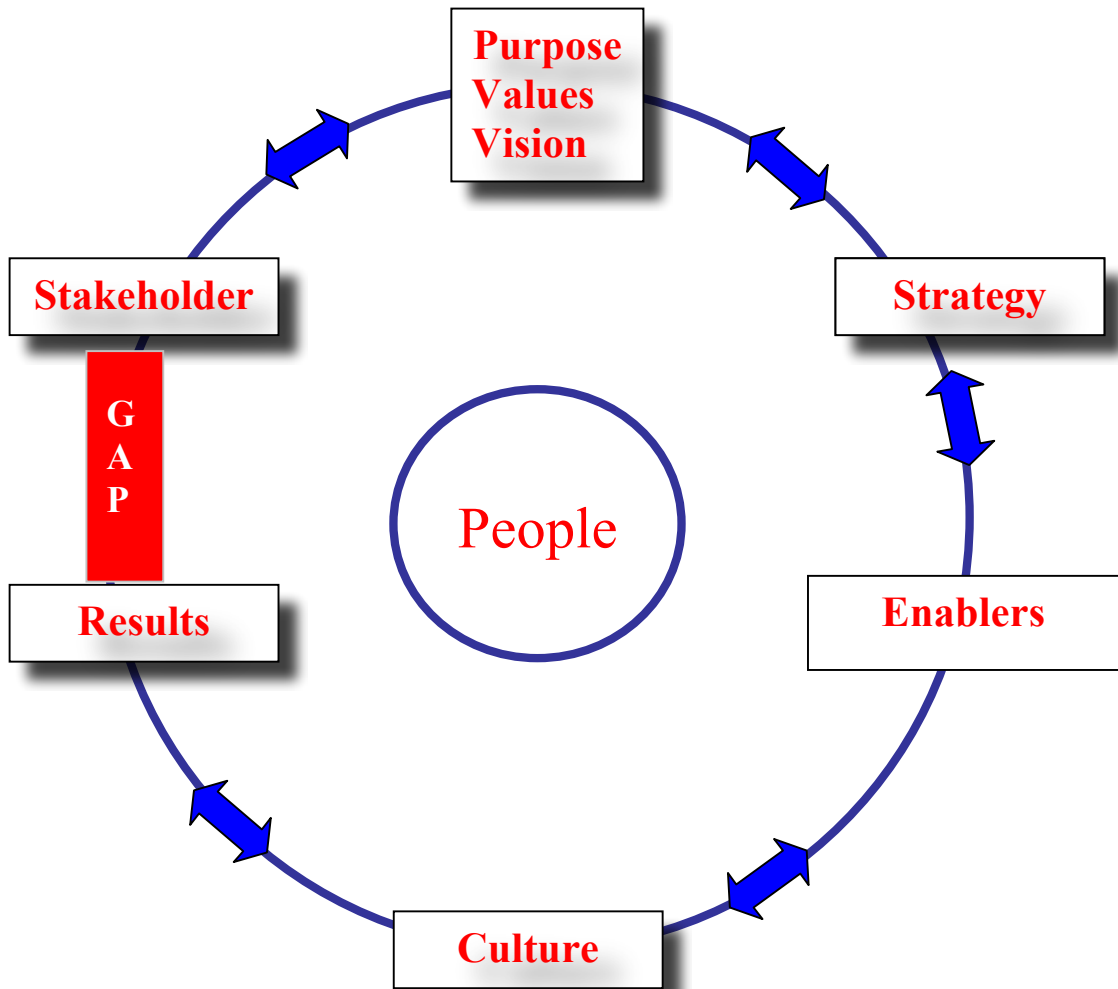 Purpose
Values
Vision
Stakeholder
Strategy
G
A
P
People
Results
Enablers
Culture